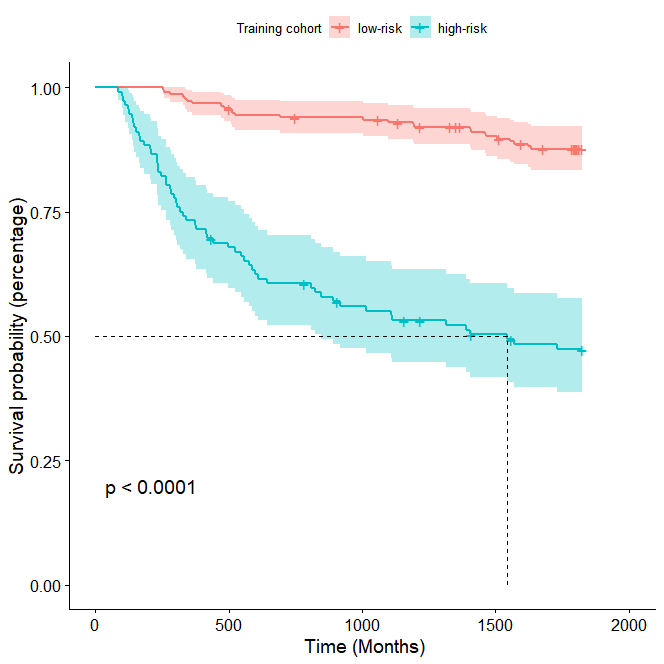 Training cohort low-risk high-risk
1.00
0.75
0.50
0.25
0.00
Survival probability (percentage)
p < 0.0001
0 500 1000 1500 2000
Time (Months)